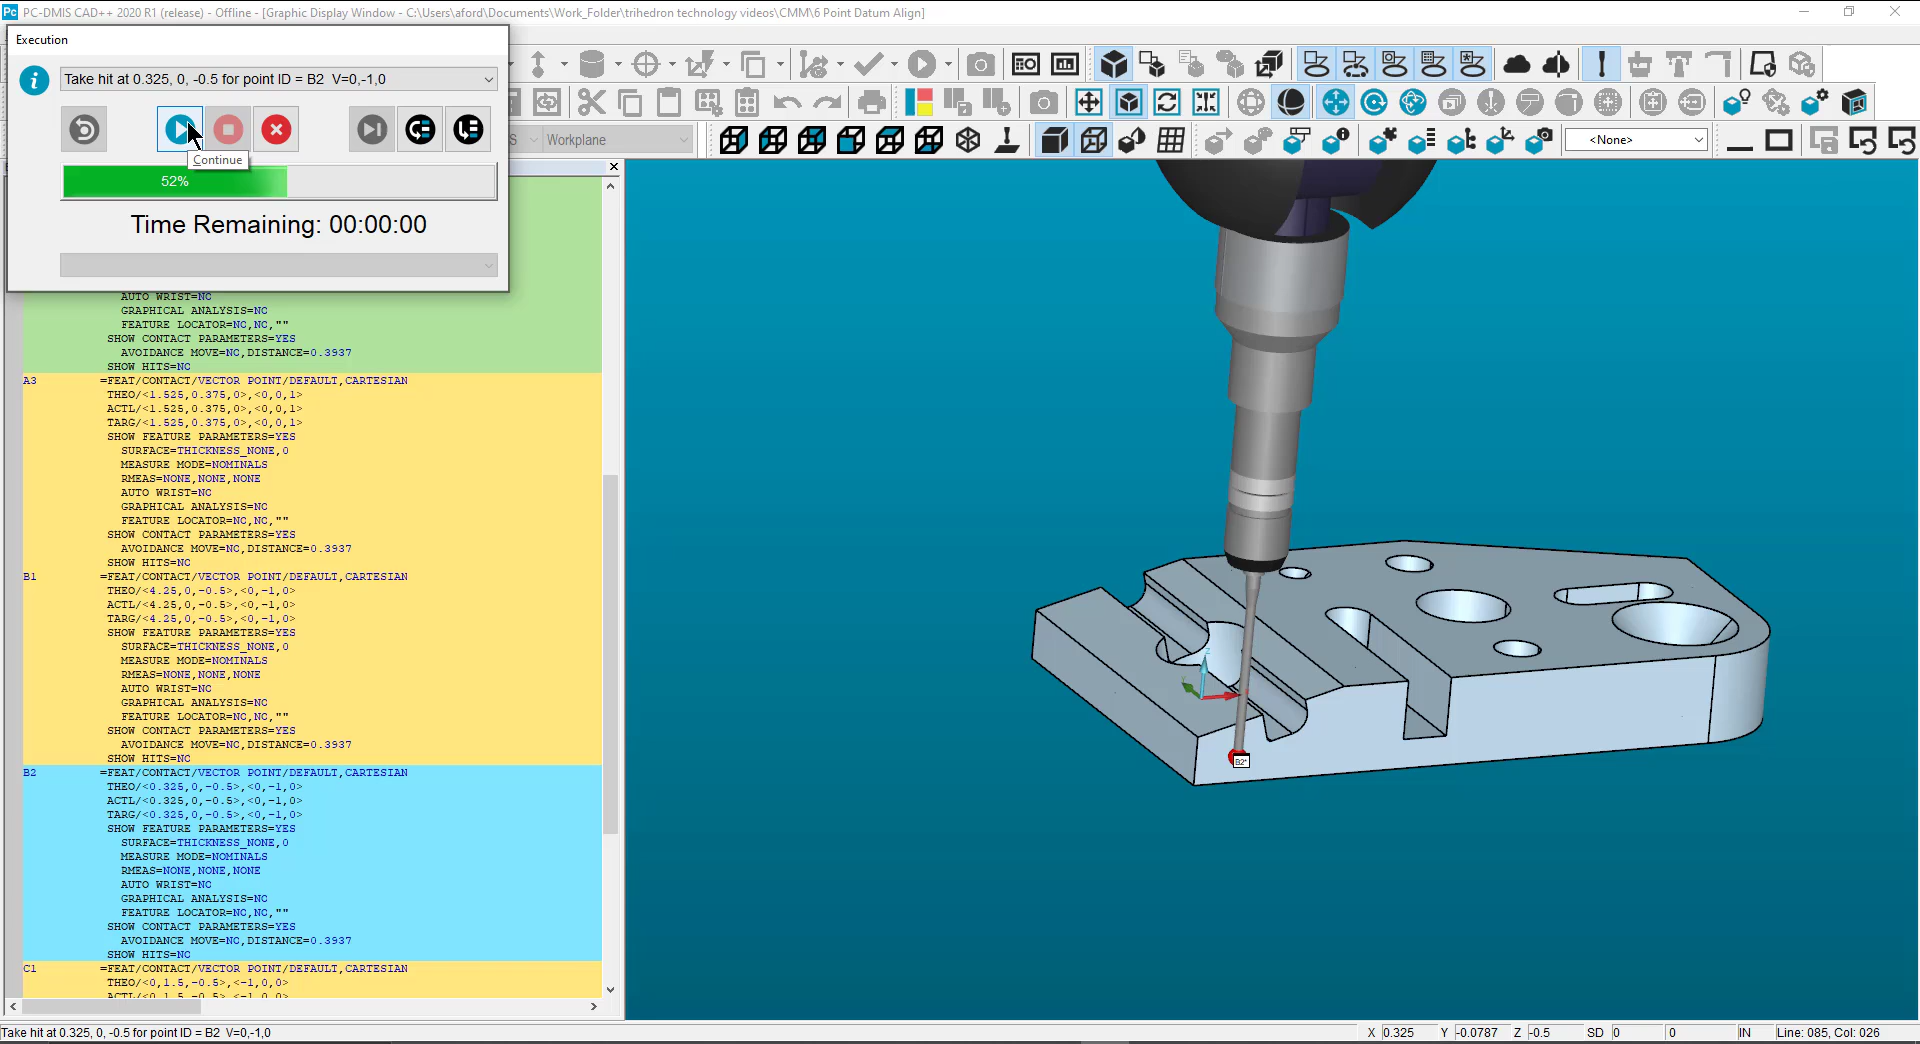 PC-DMIS CAD++ 2020 R1 (release) - Offline - [Graphic Display Window - C:\Users\aford\Documents\Work_Folder\trihedron technology videos\CMM\6 Point Datum Align]
Execution
Take hit at 0.325, 0, -0.5 for point ID = B2 V=0,-1,0
Continue
Workplane
<None>
52%
Time Remaining: 00:00:00
AUTO WRIST=NO
GRAPHICAL ANALYSIS=NO
FEATURE LOCATOR=NO,NO,""
SHOW CONTACT PARAMETERS=YES
AVOIDANCE MOVE=NO,DISTANCE=0.3937
SHOW HITS=NO
A3 =FEAT/CONTACT/VECTOR POINT/DEFAULT,CARTESIAN
THEO/<1.525,0.375,0>,<0,0,1>
ACTL/<1.525,0.375,0>,<0,0,1>
TARG/<1.525,0.375,0>,<0,0,1>
SHOW FEATURE PARAMETERS=YES
SURFACE=THICKNESS_NONE,0
MEASURE MODE=NOMINALS
RMEAS=NONE,NONE,NONE
AUTO WRIST=NO
GRAPHICAL ANALYSIS=NO
FEATURE LOCATOR=NO,NO,""
SHOW CONTACT PARAMETERS=YES
AVOIDANCE MOVE=NO,DISTANCE=0.3937
SHOW HITS=NO
B1 =FEAT/CONTACT/VECTOR POINT/DEFAULT,CARTESIAN
THEO/<4.25,0,-0.5>,<0,-1,0>
ACTL/<4.25,0,-0.5>,<0,-1,0>
TARG/<4.25,0,-0.5>,<0,-1,0>
SHOW FEATURE PARAMETERS=YES
SURFACE=THICKNESS_NONE,0
MEASURE MODE=NOMINALS
RMEAS=NONE,NONE,NONE
AUTO WRIST=NO
GRAPHICAL ANALYSIS=NO
FEATURE LOCATOR=NO,NO,""
SHOW CONTACT PARAMETERS=YES
AVOIDANCE MOVE=NO,DISTANCE=0.3937
SHOW HITS=NO
B2 =FEAT/CONTACT/VECTOR POINT/DEFAULT,CARTESIAN
THEO/<0.325,0,-0.5>,<0,-1,0>
ACTL/<0.325,0,-0.5>,<0,-1,0>
TARG/<0.325,0,-0.5>,<0,-1,0>
SHOW FEATURE PARAMETERS=YES
SURFACE=THICKNESS_NONE,0
MEASURE MODE=NOMINALS
RMEAS=NONE,NONE,NONE
AUTO WRIST=NO
GRAPHICAL ANALYSIS=NO
FEATURE LOCATOR=NO,NO,""
SHOW CONTACT PARAMETERS=YES
AVOIDANCE MOVE=NO,DISTANCE=0.3937
SHOW HITS=NO
C1 =FEAT/CONTACT/VECTOR POINT/DEFAULT,CARTESIAN
THEO/<0,1.5,-0.5>,<-1,0,0>
ACTL/<0,1.5,-0.5>,<-1,0,0>
Z
B2*
Take hit at 0.325, 0, -0.5 for point ID = B2 V=0,-1,0
X 0.325 Y -0.0787 Z -0.5 SD 0 0 IN Line: 085, Col: 026